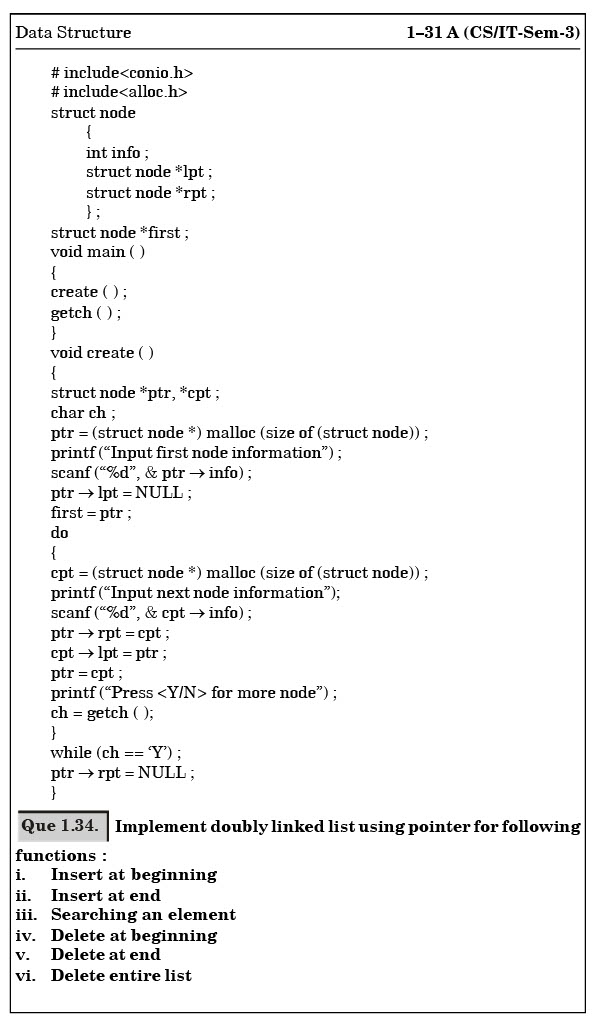 Data Structure 1–31 A (CS/IT-Sem-3)
# include<conio.h>
# include<alloc.h>
struct node
{
int info ;
struct node *lpt ;
struct node *rpt ;
} ;
struct node *first ;
void main ( )
{
create ( ) ;
getch ( ) ;
}
void create ( )
{
struct node *ptr, *cpt ;
char ch ;
ptr = (struct node *) malloc (size of (struct node)) ;
printf (“Input first node information”) ;
scanf (“%d”, & ptr → info) ;
ptr → lpt = NULL ;
first = ptr ;
do
{
cpt = (struct node *) malloc (size of (struct node)) ;
printf (“Input next node information”);
scanf (“%d”, & cpt → info) ;
ptr → rpt = cpt ;
cpt → lpt = ptr ;
ptr = cpt ;
printf (“Press <Y/N> for more node”) ;
ch = getch ( );
}
while (ch == ‘Y’) ;
ptr → rpt = NULL ;
}
Que 1.34. Implement doubly linked list using pointer for following
functions :
i. Insert at beginning
ii. Insert at end
iii. Searching an element
iv. Delete at beginning
v. Delete at end
vi. Delete entire list